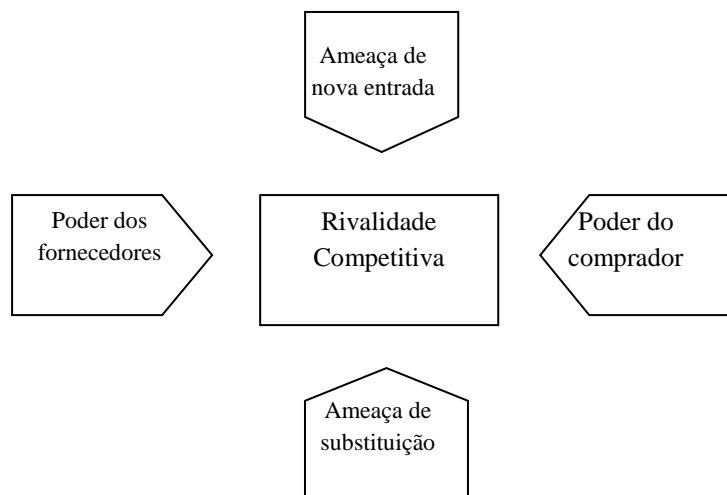 Ameaça de
nova entrada
Poder dos
fornecedores
Rivalidade
Competitiva
Poder do
comprador
Ameaça de
substituição